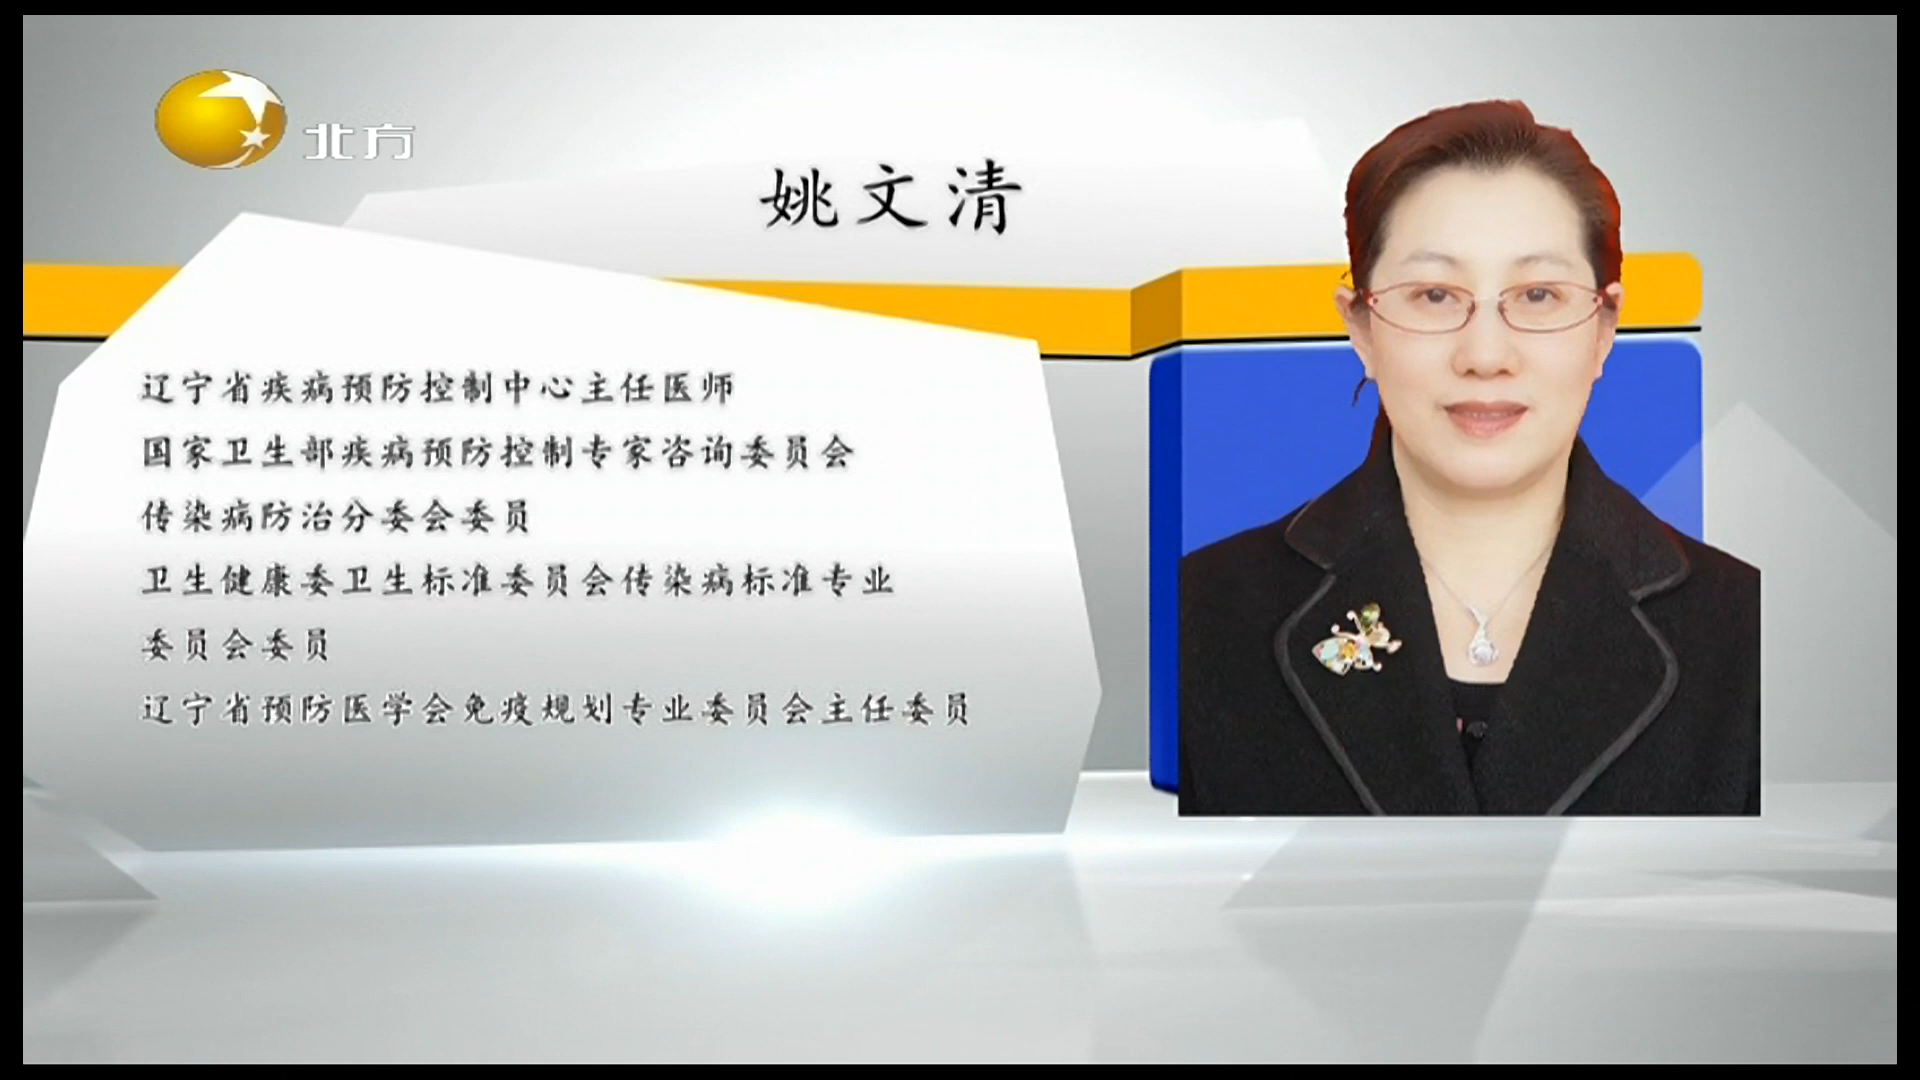 北方
姚文清
辽宁省疾病预防控制中心主任医师
国家卫生部疾病预防控制专家咨询委员会
传染病防治分委会委员
卫生健康委卫生标准委员会传染病标准专业
委员会委员
辽宁省预防医学会免疫规划专业委员会主任委员